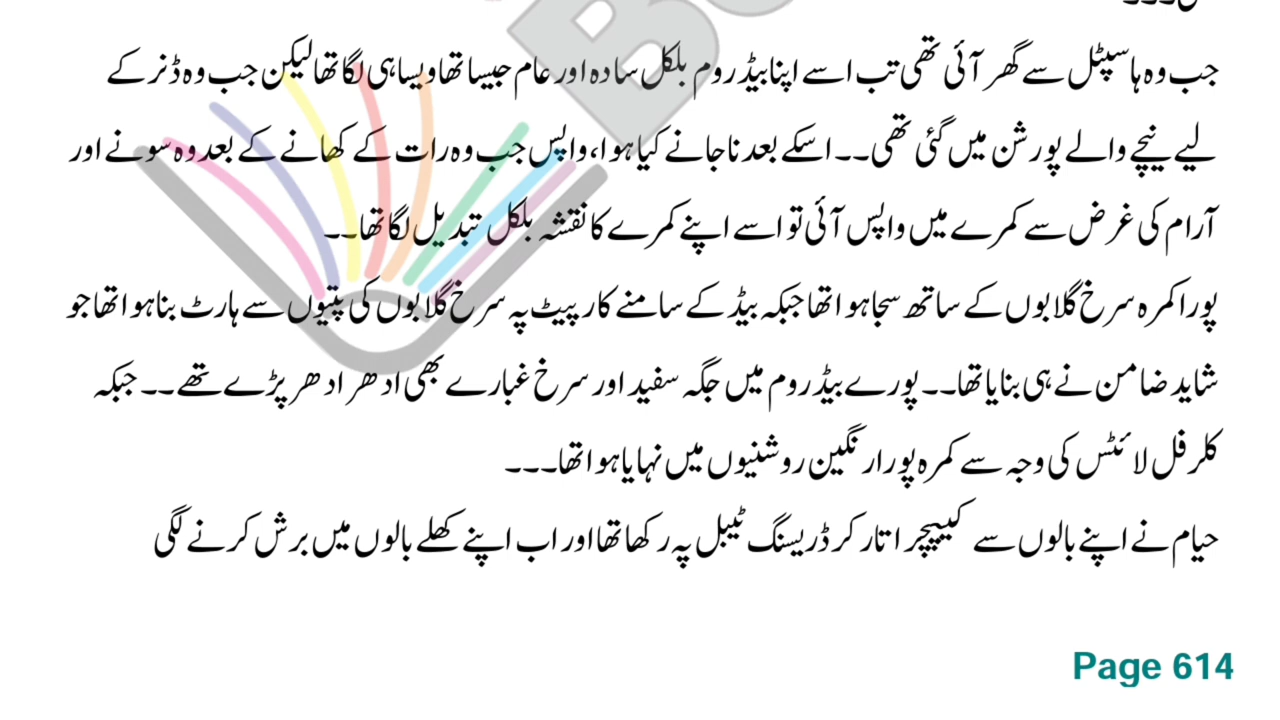 جب وہ ہاسپٹل سے گھر آئی تھی تب اسے اپنا بیڈ روم بلکل سادہ اور عام جیسا تھا ویسا ہی لگا تھا لیکن جب وہ ڈنر کے
لیے نیچے والے پورشن میں گئی تھی۔۔ اسکے بعد نا جانے کیا ہوا، واپس جب وہ رات کے کھانے کے بعد وہ سونے اور
آرام کی غرض سے کمرے میں واپس آئی تو اسے اپنے کمرے کا نقشہ بلکل تبدیل لگا تھا۔۔
پورا کمرہ سرخ گلابوں کے ساتھ سجا ہوا تھا جبکہ بیڈ کے سامنے کارپیٹ پہ سرخ گلابوں کی پتیوں سے ہارٹ بنا ہوا تھا جو
شاید ضامن نے ہی بنایا تھا۔۔ پورے بیڈ روم میں جگہ سفید اور سرخ غبارے بھی ادھر ادھر پڑے تھے۔۔ جبکہ
کلر فل لائٹس کی وجہ سے کمرہ پورا رنگین روشنیوں میں نہایا ہوا تھا۔۔۔
حیام نے اپنے بالوں سے کیچر اتار کر ڈریسنگ ٹیبل پہ رکھا تھا اور اب اپنے کھلے بالوں میں برش کرنے لگی
Page 614